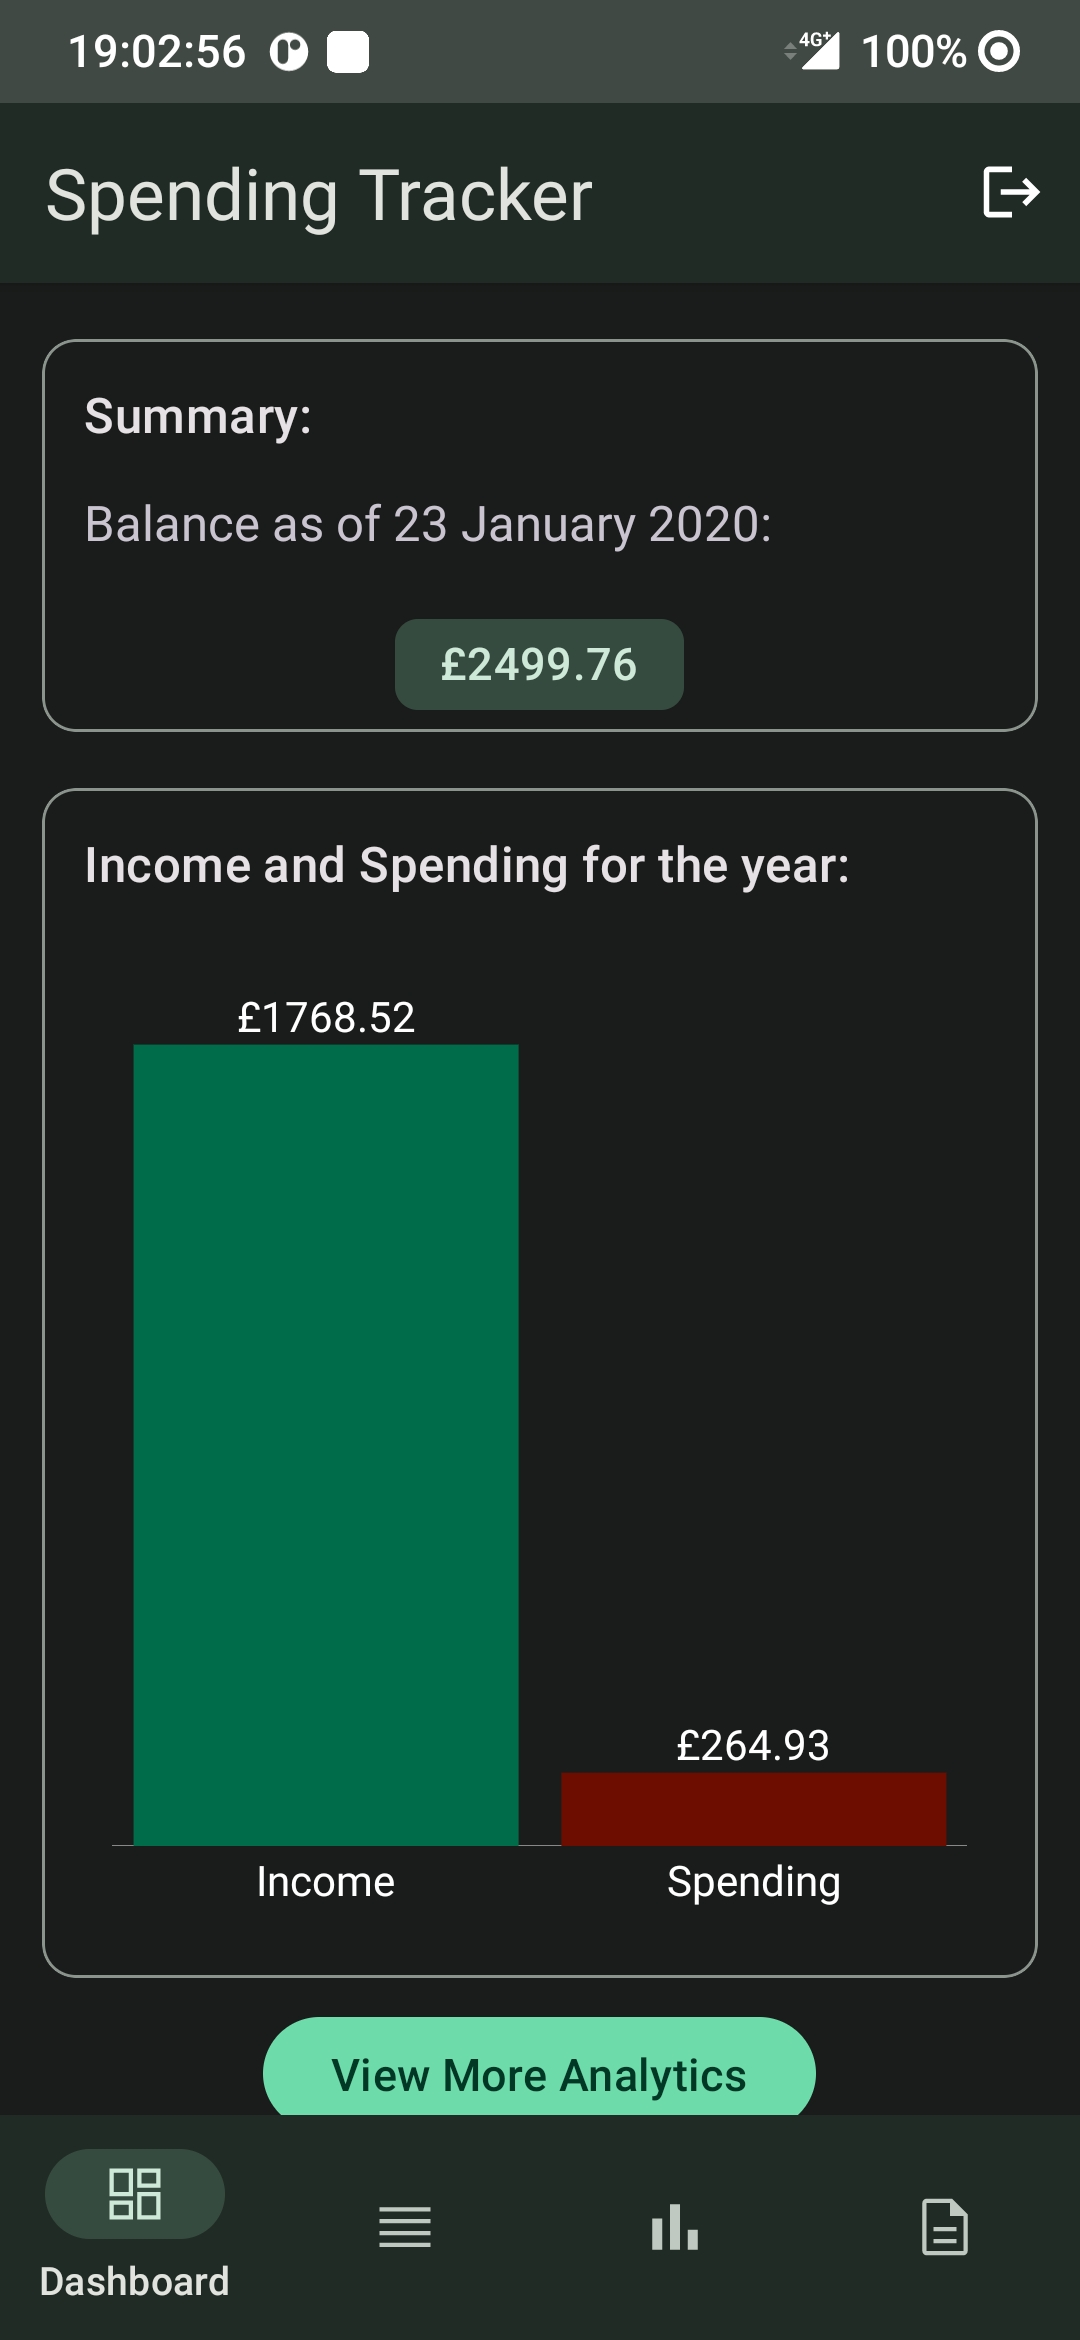 19:02:56 4G+ 100%
Spending Tracker
Summary:
Balance as of 23 January 2020:
£2499.76
Income and Spending for the year:
£1768.52
£264.93
Income Spending
View More Analytics
Dashboard